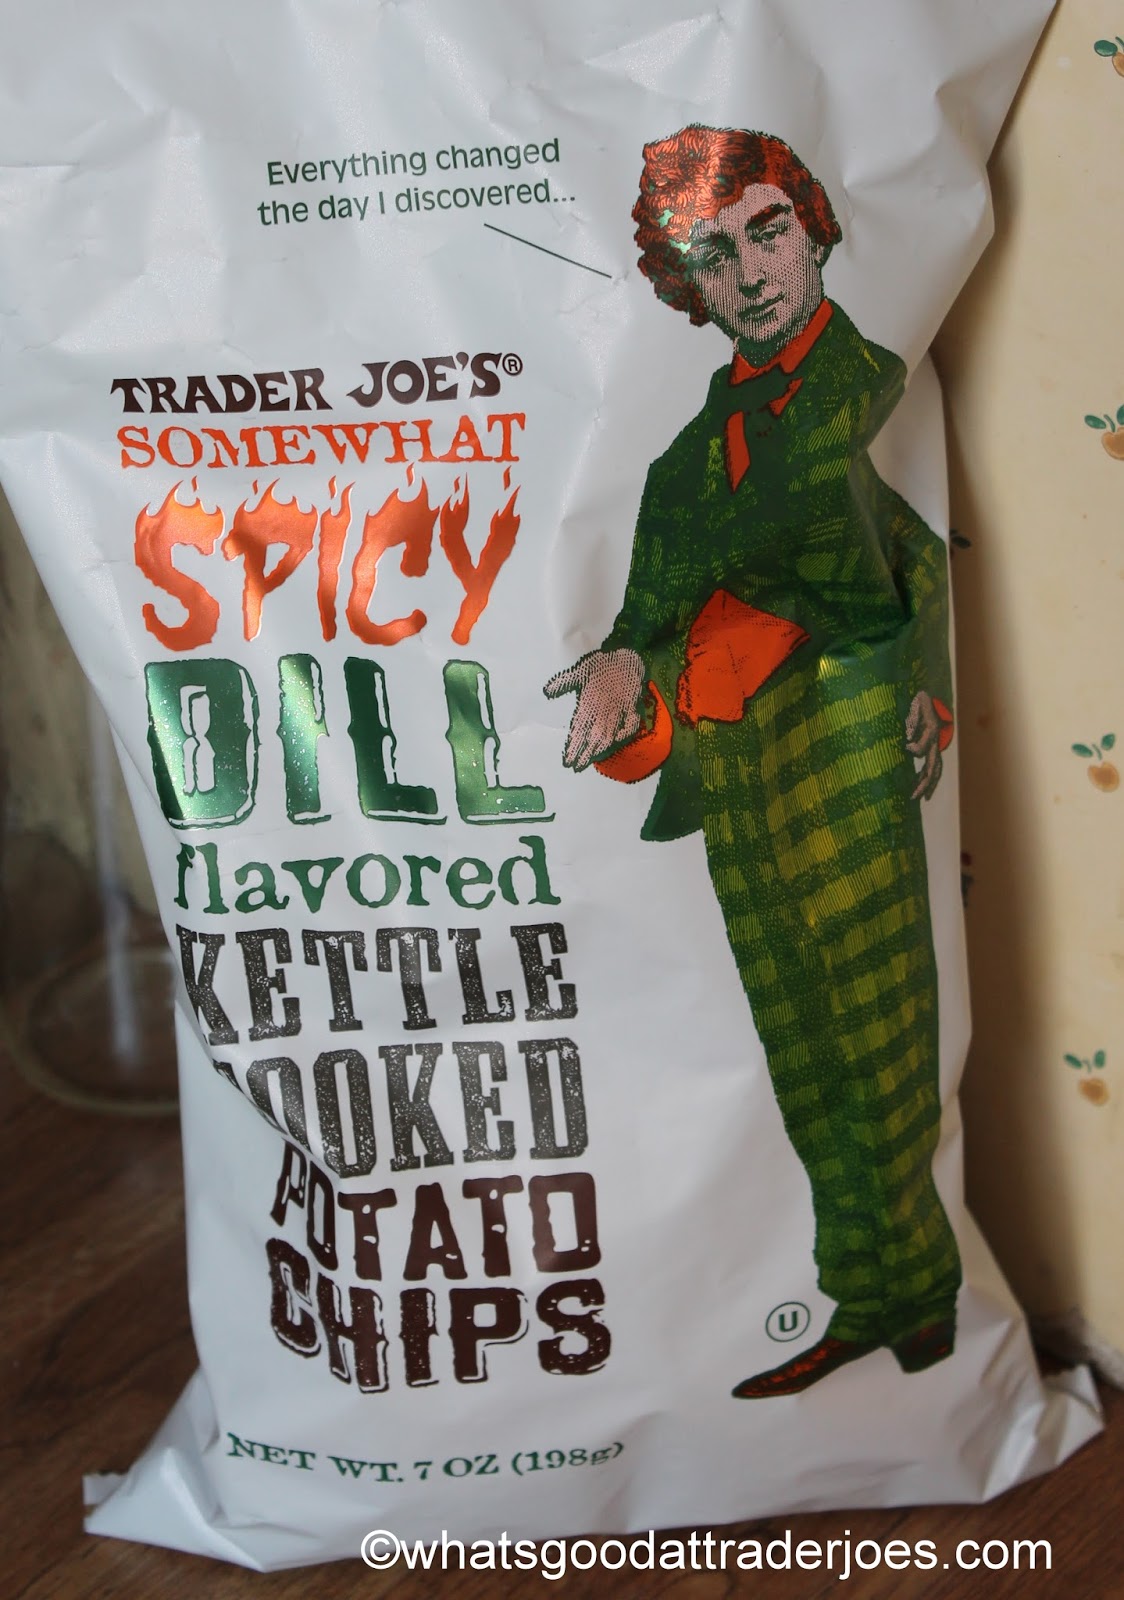 Everything changed
the day I discovered...
TRADER JOE'S®
SOMEWHAT
SPICY
DILL
flavored
KETTLE
COOKED
POTATO
CHIPS
U
NET WT. 7 OZ (198g)
©whatsgoodattraderjoes.com